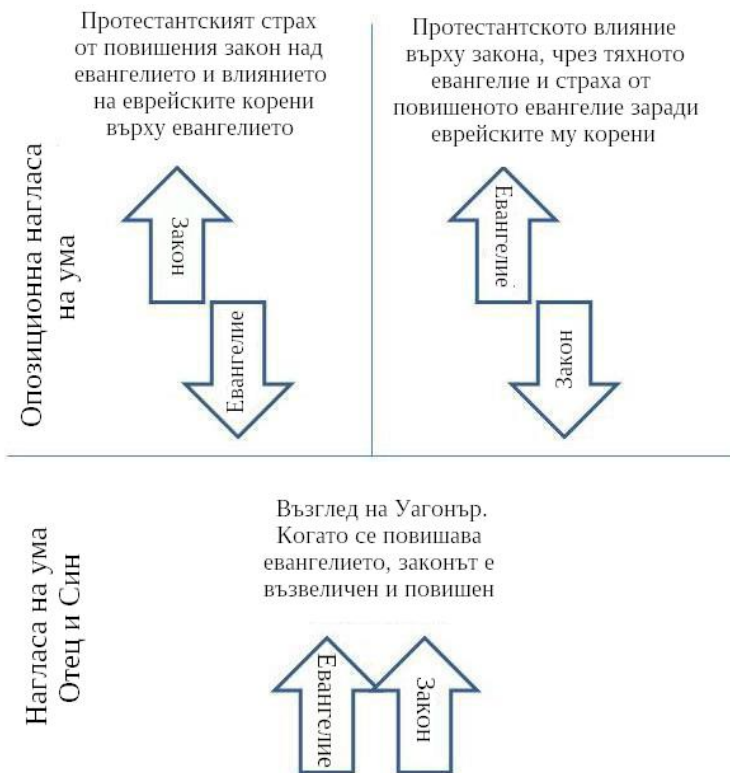 Протестантският страх
от повишения закон над
евангелието и влиянието
на еврейските корени
върху евангелието
Протестантското влияние
върху закона, чрез тяхното
евангелие и страха от
повишеното евангелие заради
еврейските му корени
Опозиционна нагласа
на ума
Закон
Евангелие
Евангелие
Закон
Възглед на Уагонър.
Когато се повишава
евангелието, законът е
възвеличен и повишен
Нагласа на ума
Отец и Син
Евангелие
Закон